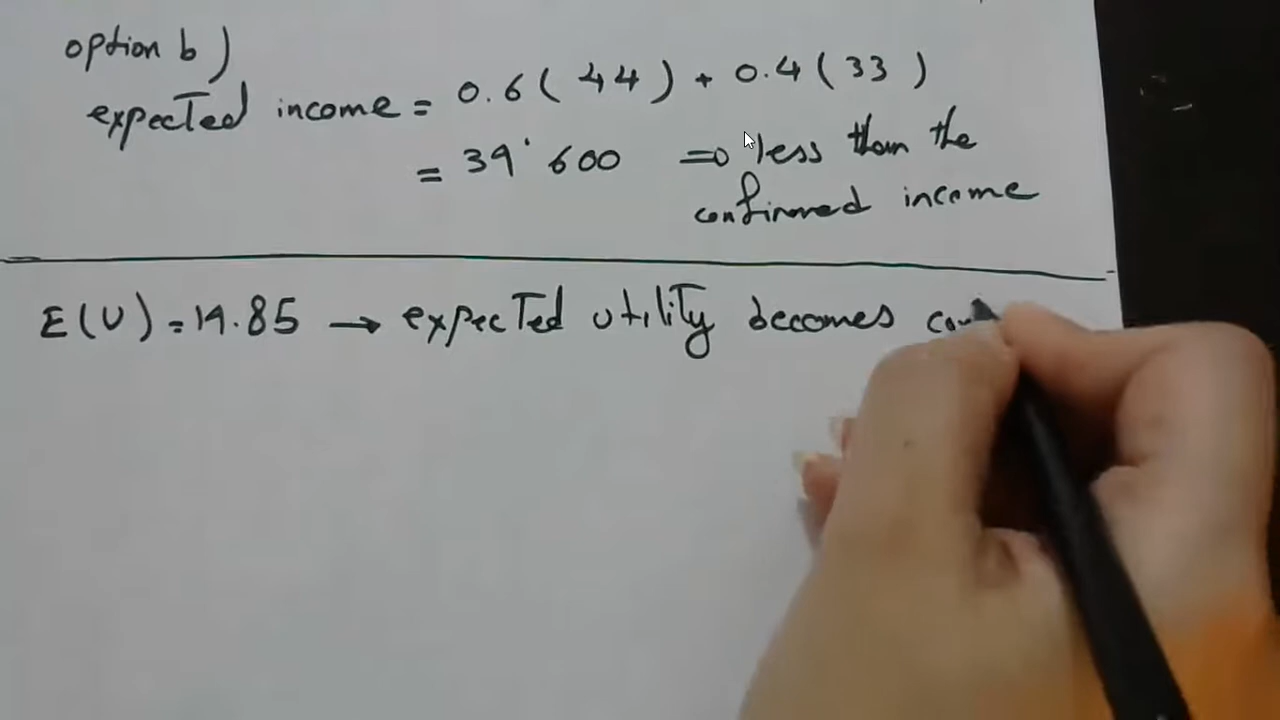 option b)
expected income = 0.6 ( 44 ) + 0.4 ( 33 )
= 39' 600 ⇒ less than the
confirmed income
E(U) = 19.85 → expected utility becomes